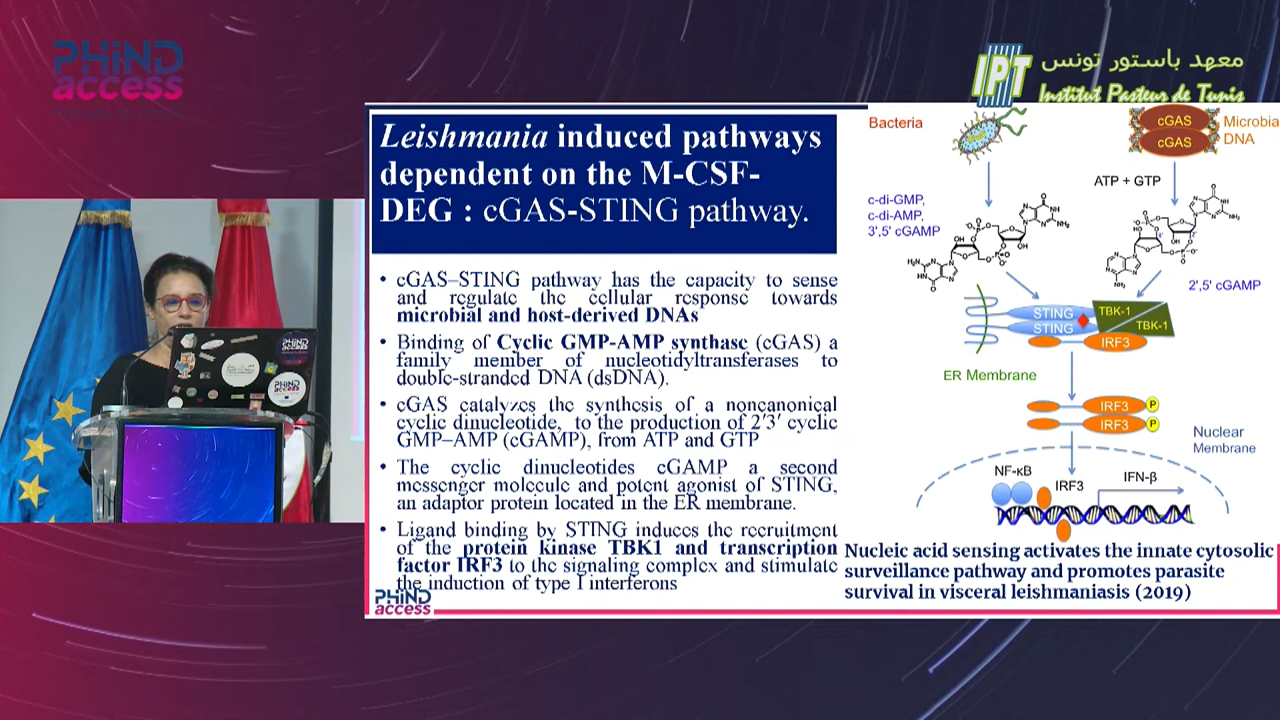 PHIND
access
معهد باستور تونس
IPT
Institut Pasteur de Tunis
Leishmania induced pathways
dependent on the M-CSF-
DEG : cGAS-STING pathway.
• cGAS–STING pathway has the capacity to sense
and regulate the cellular response towards
microbial and host-derived DNAs
• Binding of Cyclic GMP-AMP synthase (cGAS) a
family member of nucleotidyltransferases to
double-stranded DNA (dsDNA).
• cGAS catalyzes the synthesis of a noncanonical
cyclic dinucleotide, to the production of 2′3′ cyclic
GMP–AMP (cGAMP), from ATP and GTP
• The cyclic dinucleotides cGAMP a second
messenger molecule and potent agonist of STING,
an adaptor protein located in the ER membrane.
• Ligand binding by STING induces the recruitment
of the protein kinase TBK1 and transcription
factor IRF3 to the signaling complex and stimulate
the induction of type I interferons
PHIND
access
Bacteria
cGAS
cGAS
Microbia
DNA
ATP + GTP
c-di-GMP,
c-di-AMP,
3',5' cGAMP
2',5' cGAMP
STING
STING
TBK-1
TBK-1
IRF3
ER Membrane
IRF3
IRF3
P
P
Nuclear
Membrane
NF-κB
IRF3
IFN-β
Nucleic acid sensing activates the innate cytosolic
surveillance pathway and promotes parasite
survival in visceral leishmaniasis (2019)
PHIND
access
PHIND
access